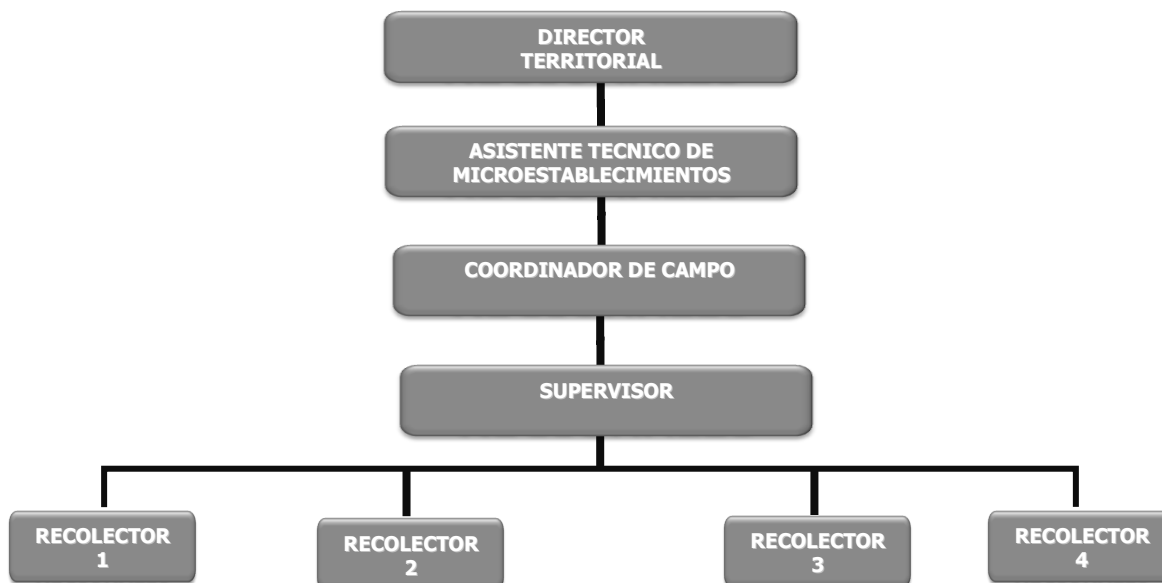 DIRECTOR
TERRITORIAL
ASISTENTE TECNICO DE
MICROESTABLECIMIENTOS
COORDINADOR DE CAMPO
SUPERVISOR
RECOLECTOR
1
RECOLECTOR
2
RECOLECTOR
3
RECOLECTOR
4